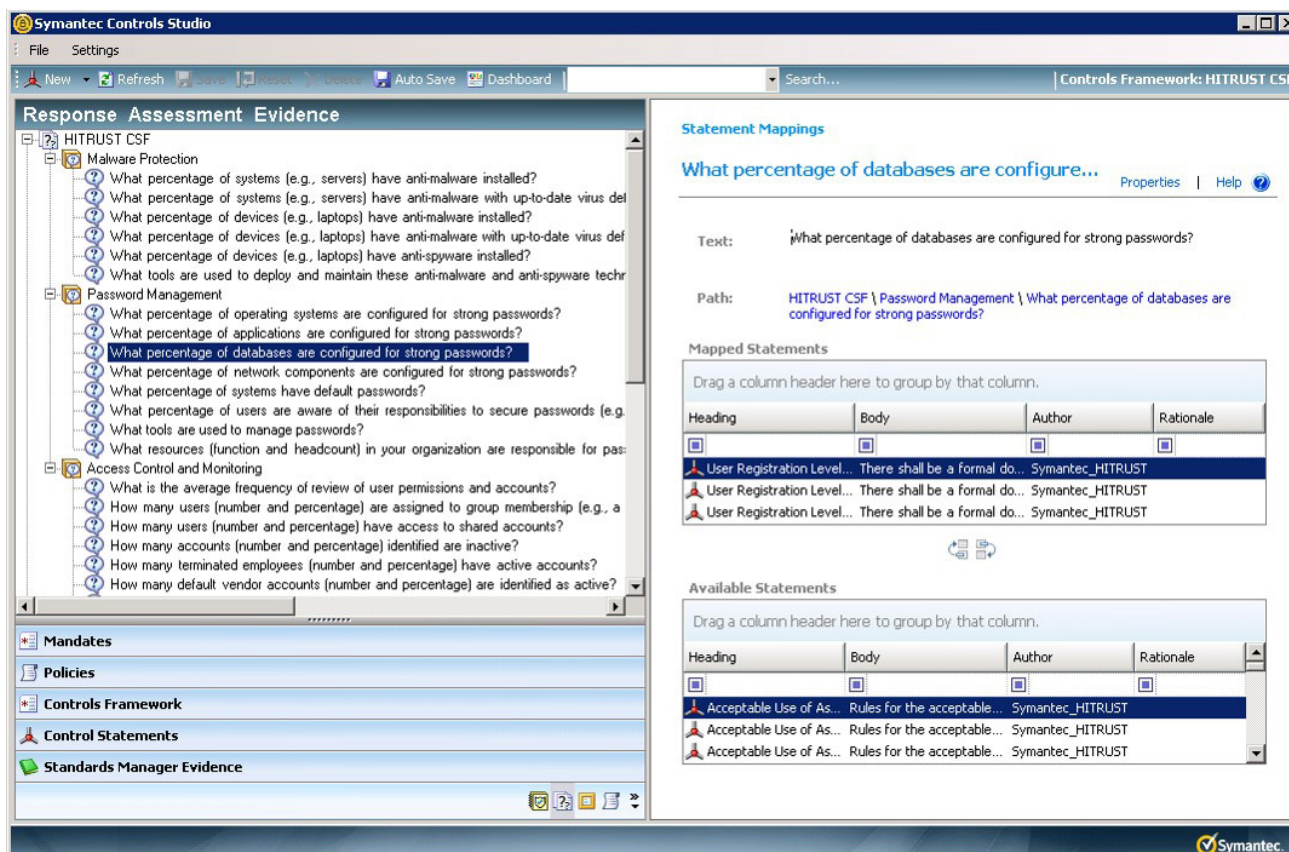 Symantec Controls Studio
File Settings
New Refresh Save Reset Delete Auto Save Dashboard Search... Controls Framework: HITRUST CSF
Response Assessment Evidence
HITRUST CSF
Malware Protection
What percentage of systems (e.g., servers) have anti-malware installed?
What percentage of systems (e.g., servers) have anti-malware with up-to-date virus def
What percentage of devices (e.g., laptops) have anti-malware installed?
What percentage of devices (e.g., laptops) have anti-malware with up-to-date virus def
What percentage of devices (e.g., laptops) have anti-spyware installed?
What tools are used to deploy and maintain these anti-malware and anti-spyware techr
Password Management
What percentage of operating systems are configured for strong passwords?
What percentage of applications are configured for strong passwords?
What percentage of databases are configured for strong passwords?
What percentage of network components are configured for strong passwords?
What percentage of systems have default passwords?
What percentage of users are aware of their responsibilities to secure passwords (e.g.
What tools are used to manage passwords?
What resources (function and headcount) in your organization are responsible for pas
Access Control and Monitoring
What is the average frequency of review of user permissions and accounts?
How many users (number and percentage) are assigned to group membership (e.g., a
How many users (number and percentage) have access to shared accounts?
How many accounts (number and percentage) identified are inactive?
How many terminated employees (number and percentage) have active accounts?
How many default vendor accounts (number and percentage) are identified as active?
Mandates
Policies
Controls Framework
Control Statements
Standards Manager Evidence
Statement Mappings
What percentage of databases are configure...
Properties | Help
Text: What percentage of databases are configured for strong passwords?
Path: HITRUST CSF \ Password Management \ What percentage of databases are
configured for strong passwords?
Mapped Statements
Drag a column header here to group by that column.
Heading Body Author Rationale
User Registration Level... There shall be a formal do... Symantec_HITRUST
User Registration Level... There shall be a formal do... Symantec_HITRUST
User Registration Level... There shall be a formal do... Symantec_HITRUST
Available Statements
Drag a column header here to group by that column.
Heading Body Author Rationale
Acceptable Use of As... Rules for the acceptable... Symantec_HITRUST
Acceptable Use of As... Rules for the acceptable... Symantec_HITRUST
Acceptable Use of As... Rules for the acceptable... Symantec_HITRUST
Symantec.